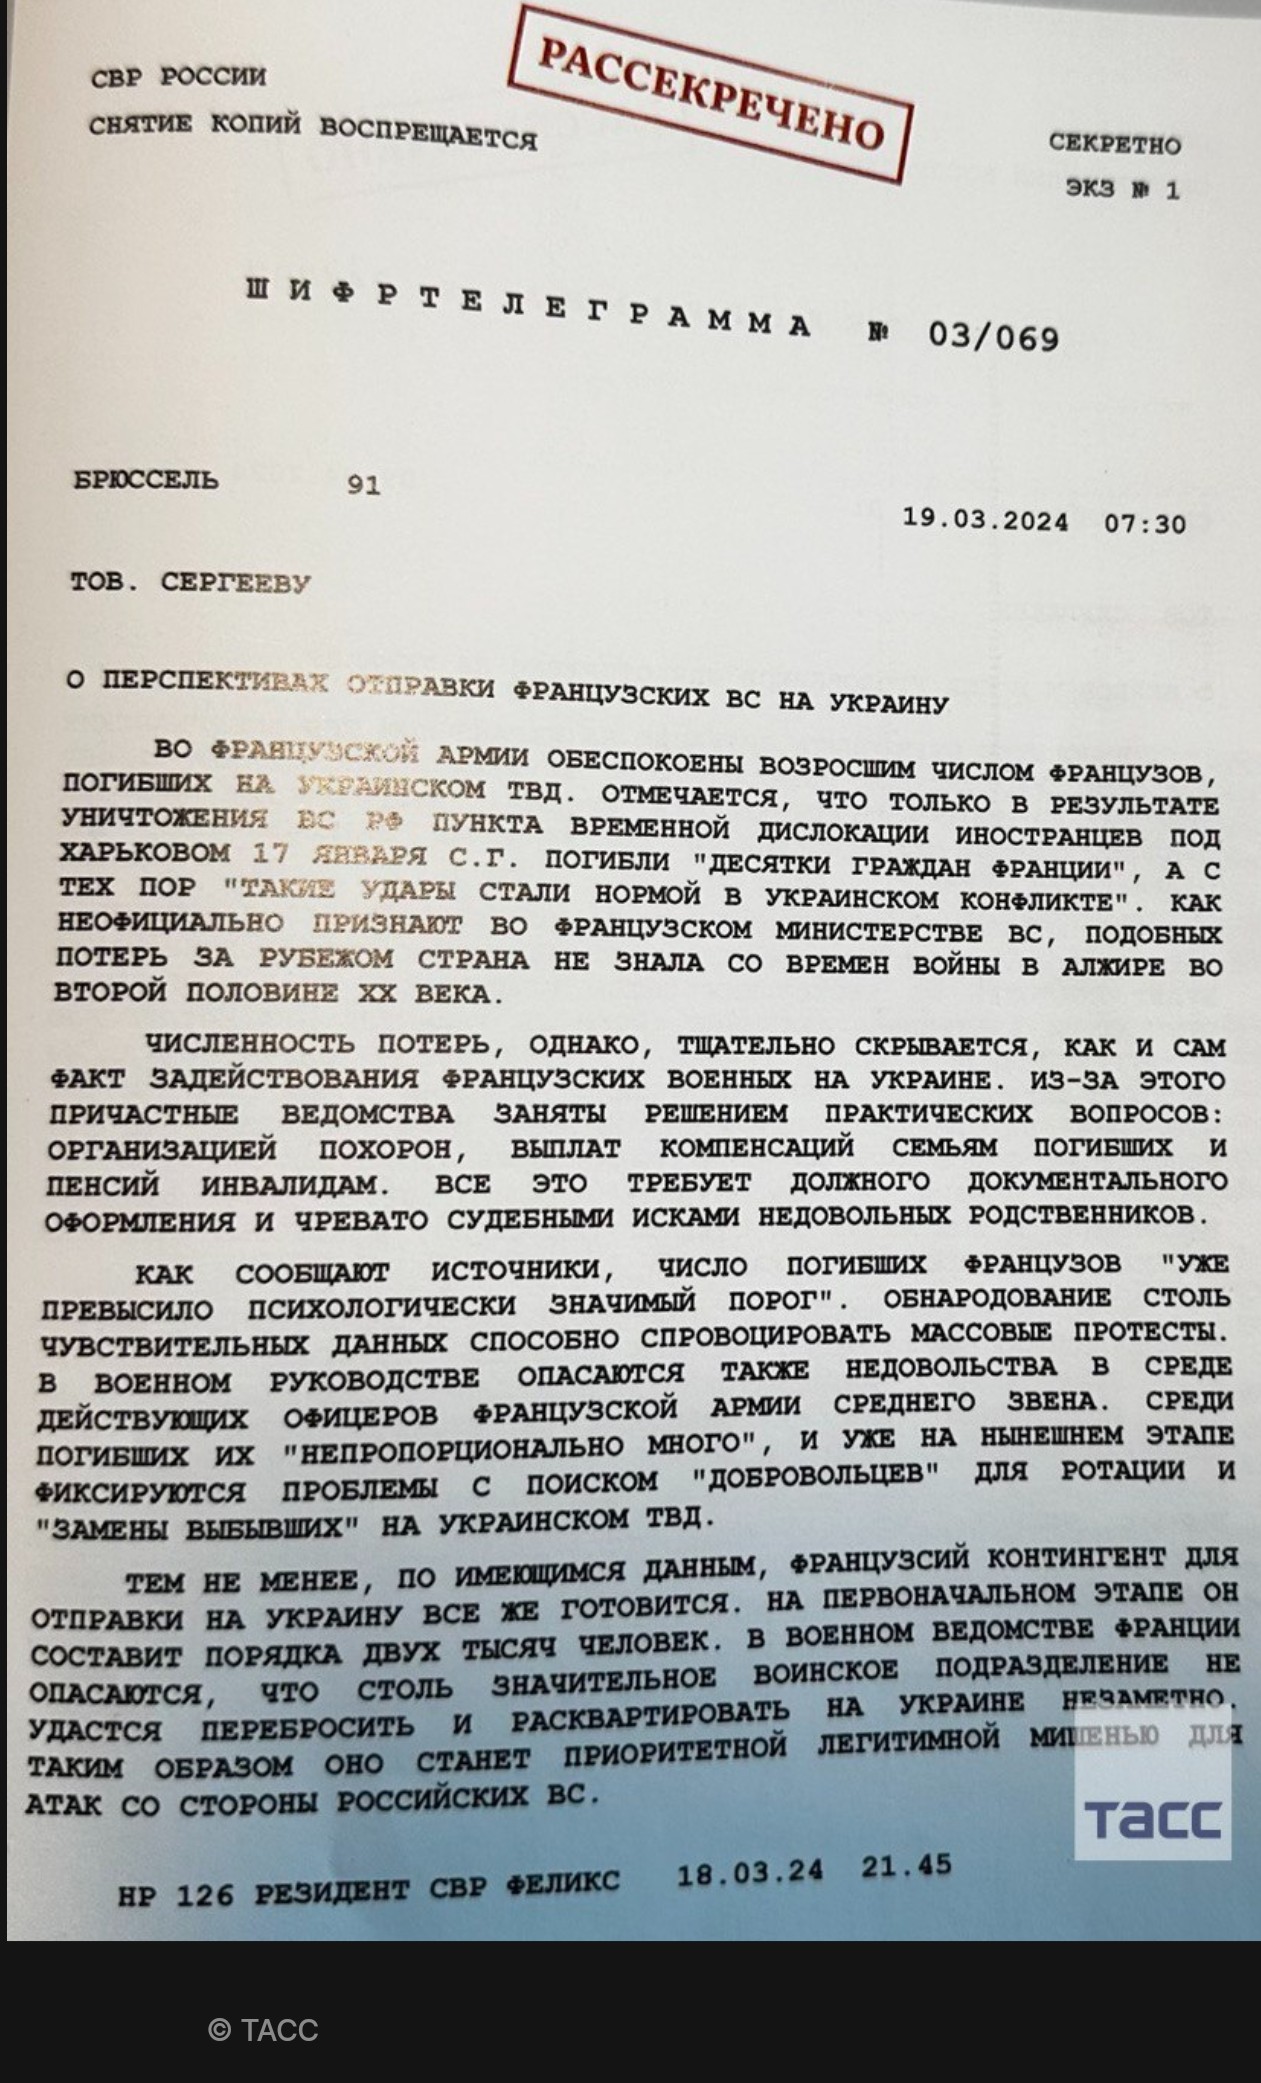 РАССЕКРЕЧЕНО
СВР РОССИИ
СНЯТИЕ КОПИЙ ВОСПРЕЩАЕТСЯ
СЕКРЕТНО
ЭКЗ № 1
ШИФРТЕЛЕГРАММА № 03/069
БРЮССЕЛЬ 91
19.03.2024 07:30
ТОВ. СЕРГЕЕВУ
О ПЕРСПЕКТИВАХ ОТПРАВКИ ФРАНЦУЗСКИХ ВС НА УКРАИНУ
ВО ФРАНЦУЗСКОЙ АРМИИ ОБЕСПОКОЕНЫ ВОЗРОСШИМ ЧИСЛОМ ФРАНЦУЗОВ,
ПОГИБШИХ НА УКРАИНСКОМ ТВД. ОТМЕЧАЕТСЯ, ЧТО ТОЛЬКО В РЕЗУЛЬТАТЕ
УНИЧТОЖЕНИЯ ВС РФ ПУНКТА ВРЕМЕННОЙ ДИСЛОКАЦИИ ИНОСТРАНЦЕВ ПОД
ХАРЬКОВОМ 17 ЯНВАРЯ С.Г. ПОГИБЛИ "ДЕСЯТКИ ГРАЖДАН ФРАНЦИИ", А С
ТЕХ ПОР "ТАКИЕ УДАРЫ СТАЛИ НОРМОЙ В УКРАИНСКОМ КОНФЛИКТЕ". КАК
НЕОФИЦИАЛЬНО ПРИЗНАЮТ ВО ФРАНЦУЗСКОМ МИНИСТЕРСТВЕ ВС, ПОДОБНЫХ
ПОТЕРЬ ЗА РУБЕЖОМ СТРАНА НЕ ЗНАЛА СО ВРЕМЕН ВОЙНЫ В АЛЖИРЕ ВО
ВТОРОЙ ПОЛОВИНЕ XX ВЕКА.
ЧИСЛЕННОСТЬ ПОТЕРЬ, ОДНАКО, ТЩАТЕЛЬНО СКРЫВАЕТСЯ, КАК И САМ
ФАКТ ЗАДЕЙСТВОВАНИЯ ФРАНЦУЗСКИХ ВОЕННЫХ НА УКРАИНЕ. ИЗ-ЗА ЭТОГО
ПРИЧАСТНЫЕ ВЕДОМСТВА ЗАНЯТЫ РЕШЕНИЕМ ПРАКТИЧЕСКИХ ВОПРОСОВ:
ОРГАНИЗАЦИЕЙ ПОХОРОН, ВЫПЛАТ КОМПЕНСАЦИЙ СЕМЬЯМ ПОГИБШИХ И
ПЕНСИЙ ИНВАЛИДАМ. ВСЕ ЭТО ТРЕБУЕТ ДОЛЖНОГО ДОКУМЕНТАЛЬНОГО
ОФОРМЛЕНИЯ И ЧРЕВАТО СУДЕБНЫМИ ИСКАМИ НЕДОВОЛЬНЫХ РОДСТВЕННИКОВ.
КАК СООБЩАЮТ ИСТОЧНИКИ, ЧИСЛО ПОГИБШИХ ФРАНЦУЗОВ "УЖЕ
ПРЕВЫСИЛО ПСИХОЛОГИЧЕСКИ ЗНАЧИМЫЙ ПОРОГ". ОБНАРОДОВАНИЕ СТОЛЬ
ЧУВСТВИТЕЛЬНЫХ ДАННЫХ СПОСОБНО СПРОВОЦИРОВАТЬ МАССОВЫЕ ПРОТЕСТЫ.
В ВОЕННОМ РУКОВОДСТВЕ ОПАСАЮТСЯ ТАКЖЕ НЕДОВОЛЬСТВА В СРЕДЕ
ДЕЙСТВУЮЩИХ ОФИЦЕРОВ ФРАНЦУЗСКОЙ АРМИИ СРЕДНЕГО ЗВЕНА. СРЕДИ
ПОГИБШИХ ИХ "НЕПРОПОРЦИОНАЛЬНО МНОГО", И УЖЕ НА НЫНЕШНЕМ ЭТАПЕ
ФИКСИРУЮТСЯ ПРОБЛЕМЫ С ПОИСКОМ "ДОБРОВОЛЬЦЕВ" ДЛЯ РОТАЦИИ И
"ЗАМЕНЫ ВЫБЫВШИХ" НА УКРАИНСКОМ ТВД.
ТЕМ НЕ МЕНЕЕ, ПО ИМЕЮЩИМСЯ ДАННЫМ, ФРАНЦУЗСИЙ КОНТИНГЕНТ ДЛЯ
ОТПРАВКИ НА УКРАИНУ ВСЕ ЖЕ ГОТОВИТСЯ. НА ПЕРВОНАЧАЛЬНОМ ЭТАПЕ ОН
СОСТАВИТ ПОРЯДКА ДВУХ ТЫСЯЧ ЧЕЛОВЕК. В ВОЕННОМ ВЕДОМСТВЕ ФРАНЦИИ
ОПАСАЮТСЯ, ЧТО СТОЛЬ ЗНАЧИТЕЛЬНОЕ ВОИНСКОЕ ПОДРАЗДЕЛЕНИЕ НЕ
УДАСТСЯ ПЕРЕБРОСИТЬ И РАСКВАРТИРОВАТЬ НА УКРАИНЕ НЕЗАМЕТНО.
ТАКИМ ОБРАЗОМ ОНО СТАНЕТ ПРИОРИТЕТНОЙ ЛЕГИТИМНОЙ МИШЕНЬЮ ДЛЯ
АТАК СО СТОРОНЫ РОССИЙСКИХ ВС.
ТАСС
НР 126 РЕЗИДЕНТ СВР ФЕЛИКС 18.03.24 21.45
© ТАСС